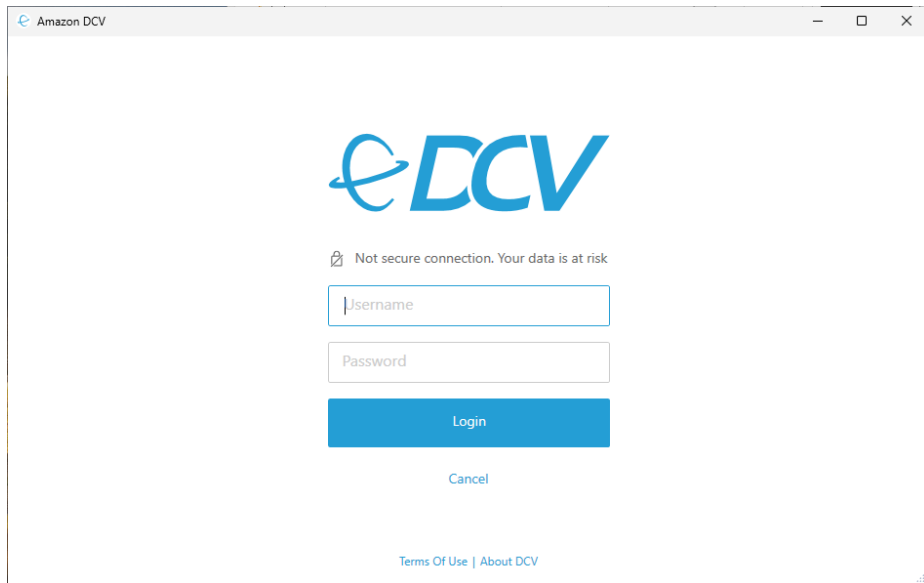 Amazon DCV
DCV
Not secure connection. Your data is at risk
Username
Password
Login
Cancel
Terms Of Use | About DCV